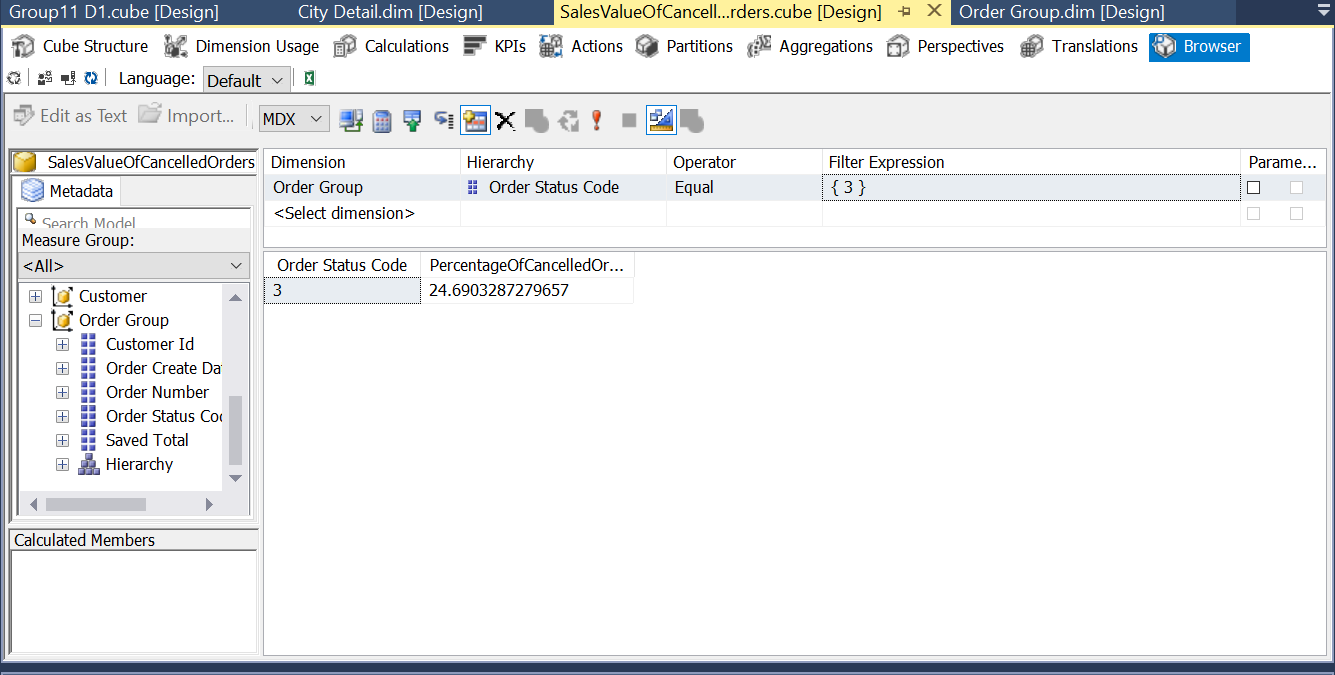 Group11 D1.cube [Design] City Detail.dim [Design] SalesValueOfCancell...rders.cube [Design] Order Group.dim [Design]
Cube Structure Dimension Usage Calculations KPIs Actions Partitions Aggregations Perspectives Translations Browser
Language: Default
Edit as Text Import... MDX
SalesValueOfCancelledOrders
Metadata
Search Model
Measure Group:
<All>
Customer
Order Group
Customer Id
Order Create Da
Order Number
Order Status Co
Saved Total
Hierarchy
Calculated Members
Dimension Hierarchy Operator Filter Expression Parame...
Order Group Order Status Code Equal { 3 }
<Select dimension>
Order Status Code PercentageOfCancelledOr...
3 24.6903287279657